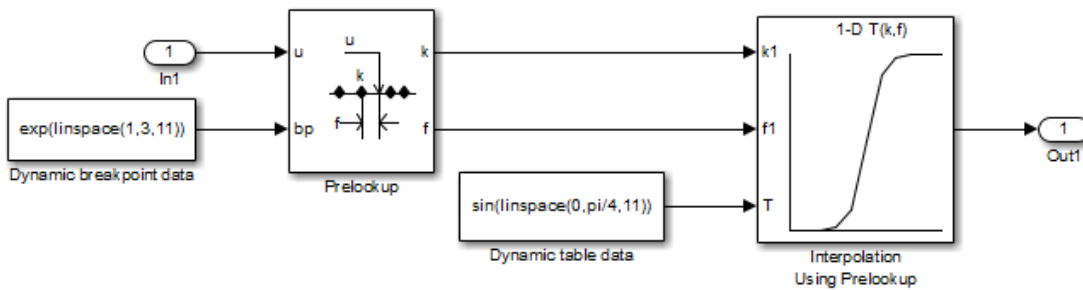 1
In1
exp(linspace(1,3,11))
Dynamic breakpoint data
u
bp
u
k
f
k
f
Prelookup
sin(linspace(0,pi/4,11))
Dynamic table data
1-D T(k,f)
k1
f1
T
Interpolation
Using Prelookup
1
Out1